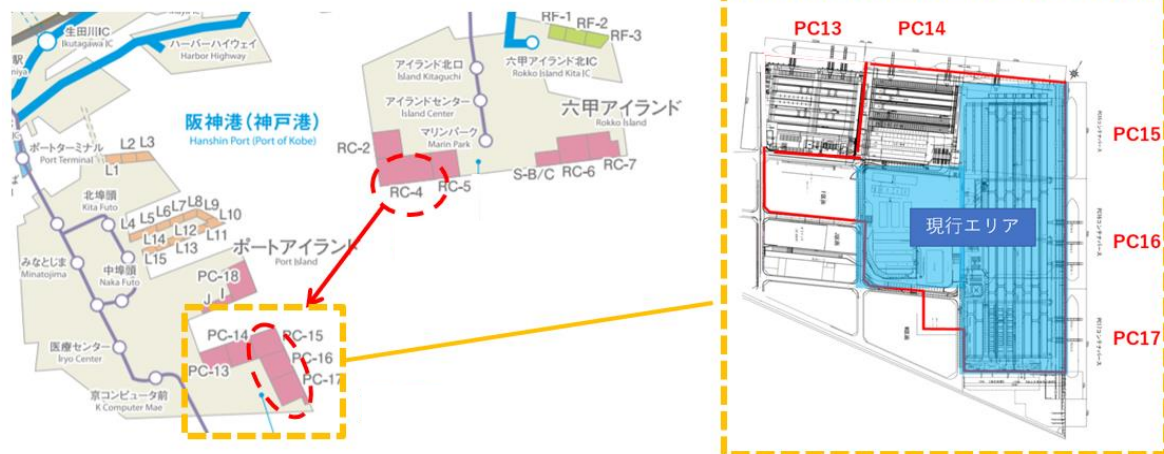 生田川IC
Ikutagawa IC
駅
ハーバーハイウェイ
Harbor Highway
阪神港(神戸港)
Hanshin Port (Port of Kobe)
ポートターミナル
Port Terminal
L2 L3
L1
北埠頭
Kita Futo
L4
L5
L6
L7
L8
L9
L10
L11
L12
L13
L14
L15
みなとじま
Minatojima
中埠頭
Naka Futo
ポートアイランド
Port Island
PC-18
J
I
PC-14
PC-13
RC-15
PC-16
PC-17
医療センター
Iryo Center
京コンピュータ前
K Computer Mae
RF-1
RF-2
RF-3
アイランド北口
Island Kitaguchi
六甲アイランド北IC
Rokko Island Kita IC
アイランドセンター
Island Center
六甲アイランド
Rokko Island
マリンパーク
Marin Park
RC-2
RC-4
RC-5
S-B/C
RC-6
RC-7
PC13
PC14
PC15
PC16
PC17
現行エリア